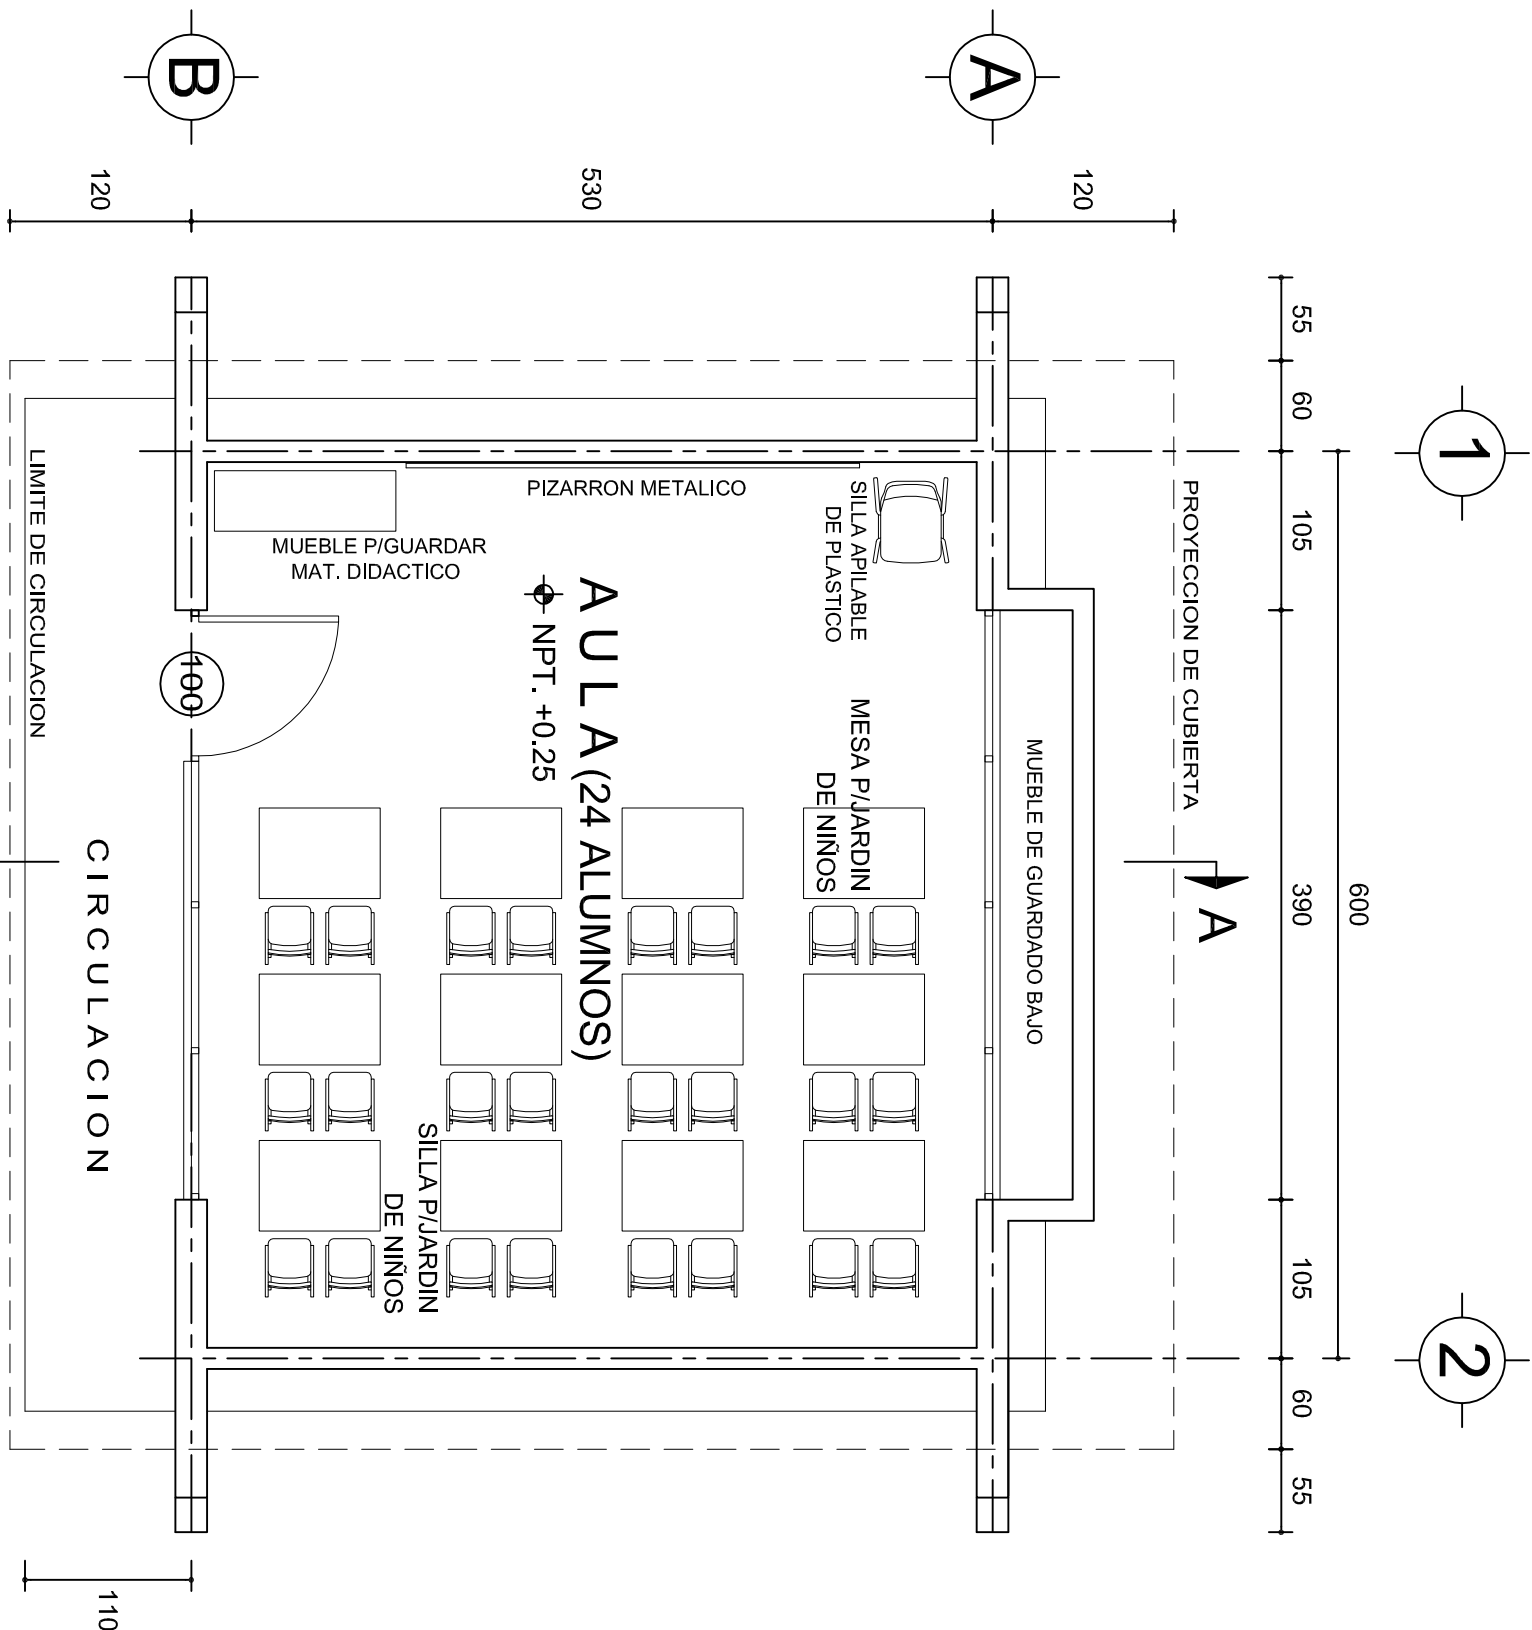 1
2
600
55
60
105
390
105
60
55
A
B
120
530
120
110
PROYECCION DE CUBIERTA
A
MUEBLE DE GUARDADO BAJO
SILLA APILABLE
DE PLASTICO
MESA P/JARDIN
DE NIÑOS
PIZARRON METALICO
A U L A (24 ALUMNOS)
NPT. +0.25
MUEBLE P/GUARDAR
MAT. DIDACTICO
SILLA P/JARDIN
DE NIÑOS
100
C I R C U L A C I O N
LIMITE DE CIRCULACION